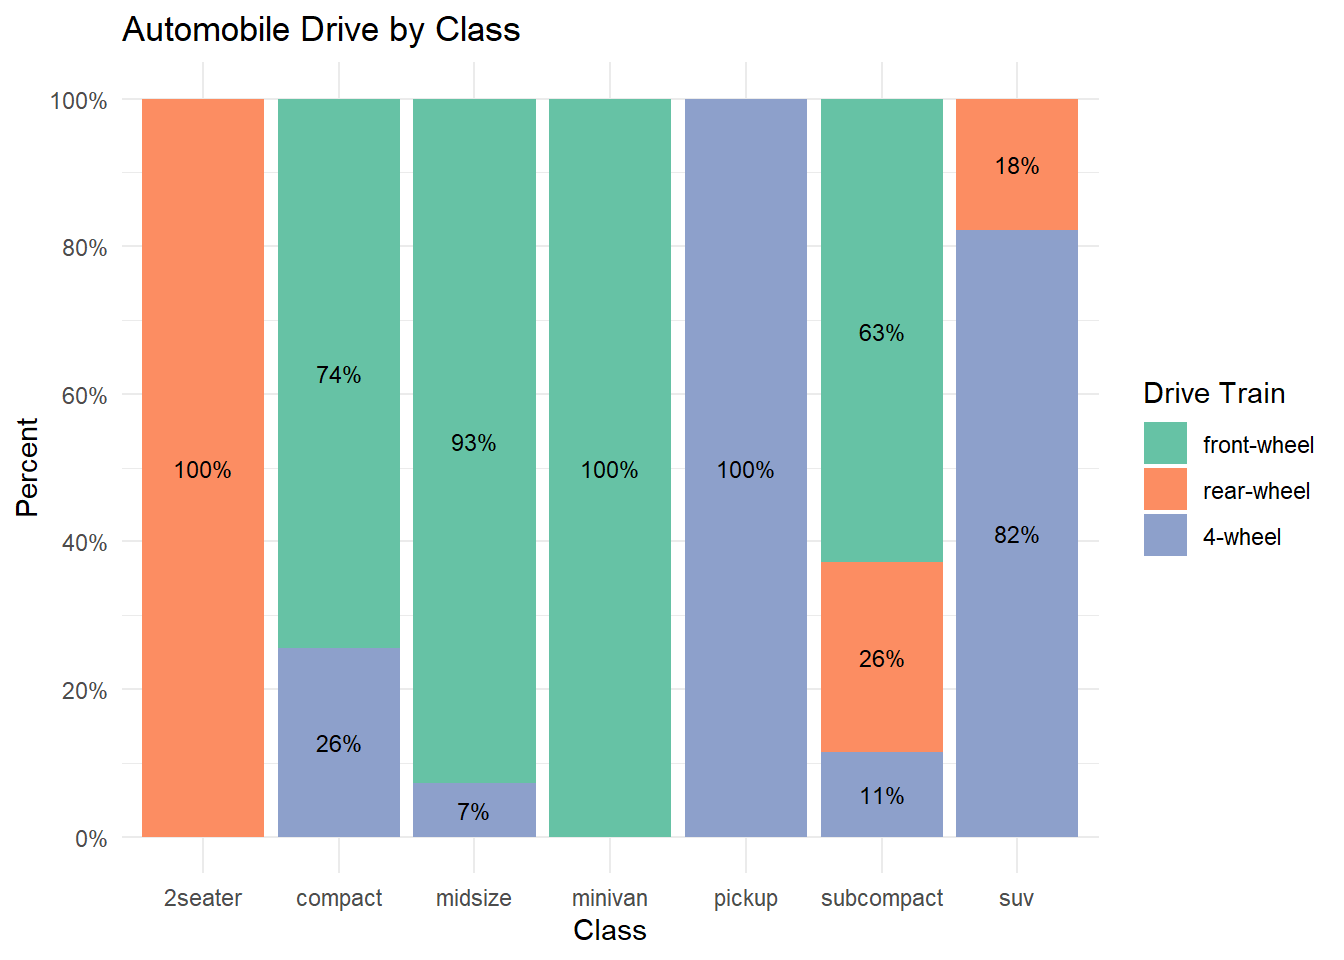 Automobile Drive by Class
Percent
100%
80%
60%
40%
20%
0%
100%
74%
26%
93%
7%
100%
100%
63%
26%
11%
18%
82%
2seater compact midsize minivan pickup subcompact suv
Class
Drive Train
front-wheel
rear-wheel
4-wheel